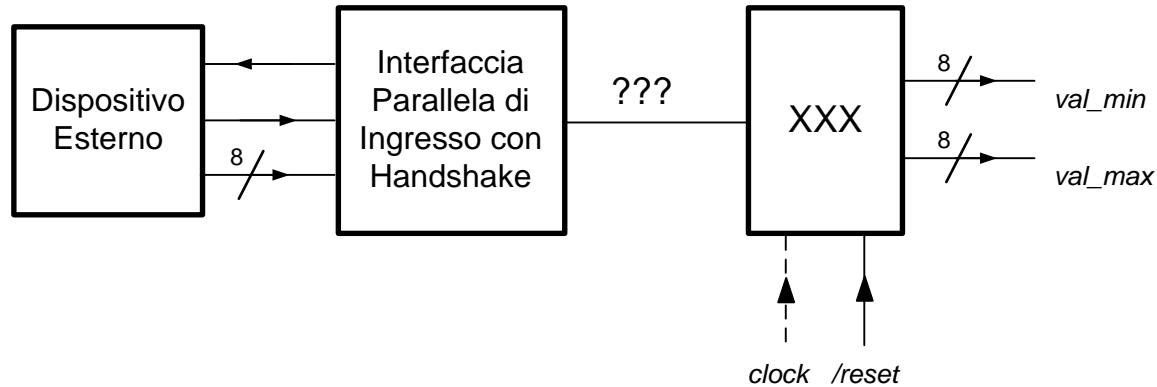 Dispositivo
Esterno
8
Interfaccia
Parallela di
Ingresso con
Handshake
???
XXX
8
val_min
8
val_max
clock
/reset